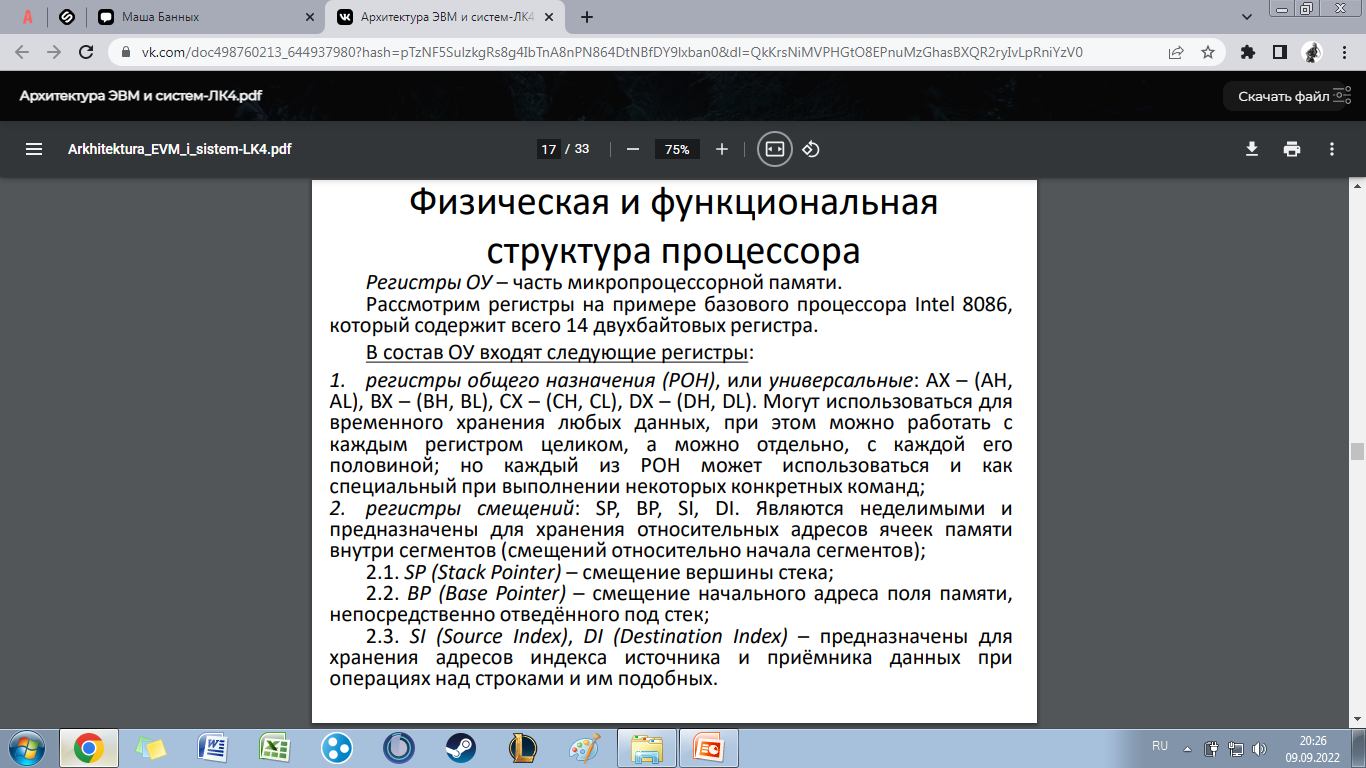 Маша Банных
Архитектура ЭВМ и систем-ЛК4
vk.com/doc498760213_644937980?hash=pTzNF5SulzkgRs8g4IbTnA8nPN864DtNBfDY9lxban0&dl=QkKrsNiMVPHGtO8EPnuMzGhasBXQR2ryIvLpRniYzV0
Архитектура ЭВМ и систем-ЛК4.pdf
Скачать файл
Arkhitektura_EVM_i_sistem-LK4.pdf
17 / 33
75%
Физическая и функциональная
структура процессора
Регистры ОУ – часть микропроцессорной памяти.
Рассмотрим регистры на примере базового процессора Intel 8086,
который содержит всего 14 двухбайтовых регистра.
В состав ОУ входят следующие регистры:
1. регистры общего назначения (РОН), или универсальные: AX – (AH,
AL), BX – (BH, BL), CX – (CH, CL), DX – (DH, DL). Могут использоваться для
временного хранения любых данных, при этом можно работать с
каждым регистром целиком, а можно отдельно, с каждой его
половиной; но каждый из РОН может использоваться и как
специальный при выполнении некоторых конкретных команд;
2. регистры смещений: SP, BP, SI, DI. Являются неделимыми и
предназначены для хранения относительных адресов ячеек памяти
внутри сегментов (смещений относительно начала сегментов);
2.1. SP (Stack Pointer) – смещение вершины стека;
2.2. BP (Base Pointer) – смещение начального адреса поля памяти,
непосредственно отведённого под стек;
2.3. SI (Source Index), DI (Destination Index) – предназначены для
хранения адресов индекса источника и приёмника данных при
операциях над строками и им подобных.
RU
20:26
09.09.2022